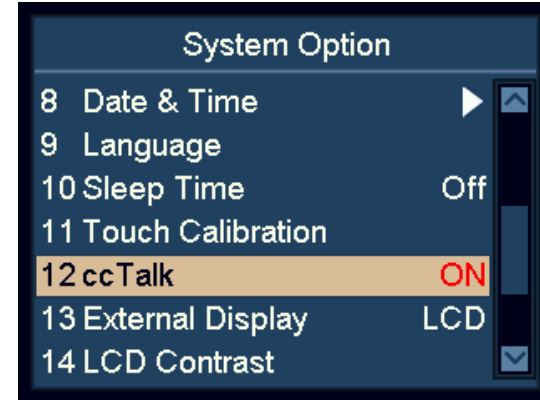 System Option
8 Date & Time
9 Language
10 Sleep Time Off
11 Touch Calibration
12 ccTalk ON
13 External Display LCD
14 LCD Contrast